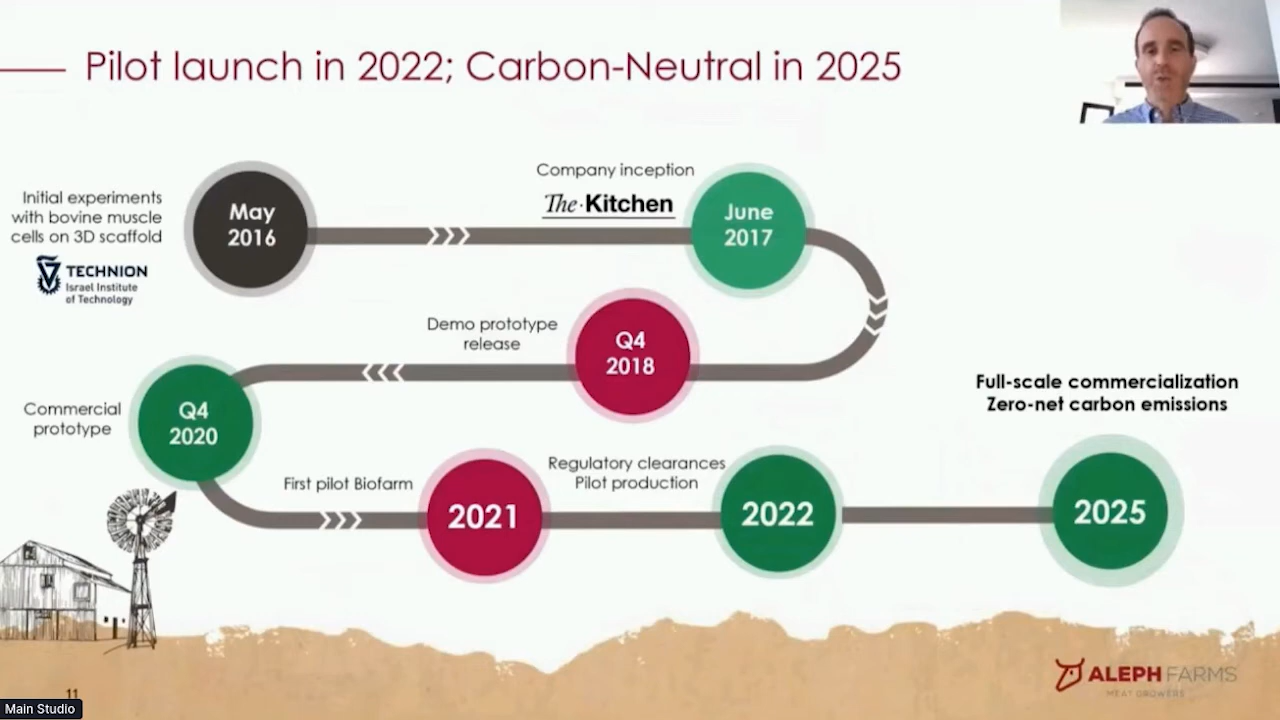 Pilot launch in 2022; Carbon-Neutral in 2025
Initial experiments
with bovine muscle
cells on 3D scaffold
TECHNION
Israel Institute
of Technology
May
2016
Company inception
The·Kitchen
June
2017
Demo prototype
release
Q4
2018
Commercial
prototype
Q4
2020
First pilot Biofarm
2021
Regulatory clearances
Pilot production
2022
Full-scale commercialization
Zero-net carbon emissions
2025
ALEPH FARMS
MEAT GROWERS
11
Main Studio